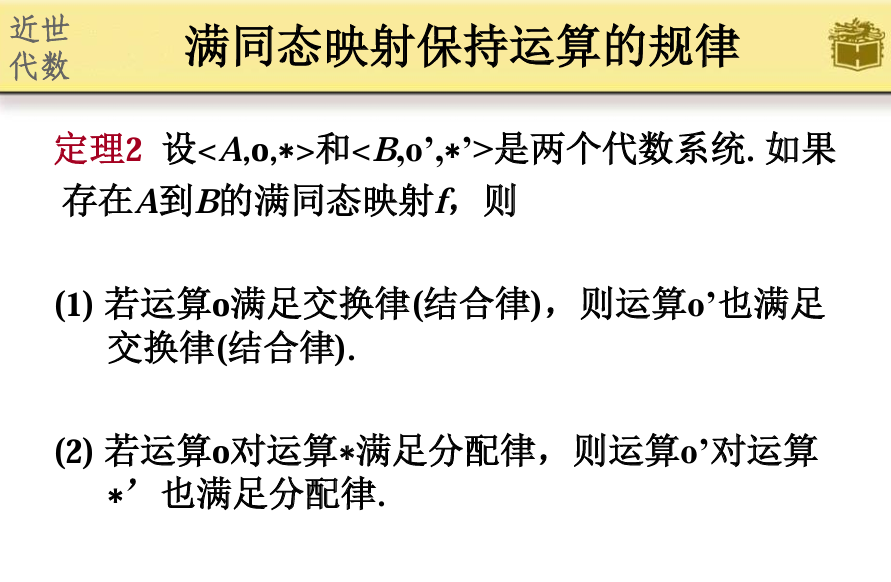 近世
代数
满同态映射保持运算的规律
定理2 设<A,o,*>和<B,o’,*’>是两个代数系统. 如果
存在A到B的满同态映射f，则
(1) 若运算o满足交换律(结合律)，则运算o’也满足
交换律(结合律).
(2) 若运算o对运算*满足分配律，则运算o’对运算
*’ 也满足分配律.